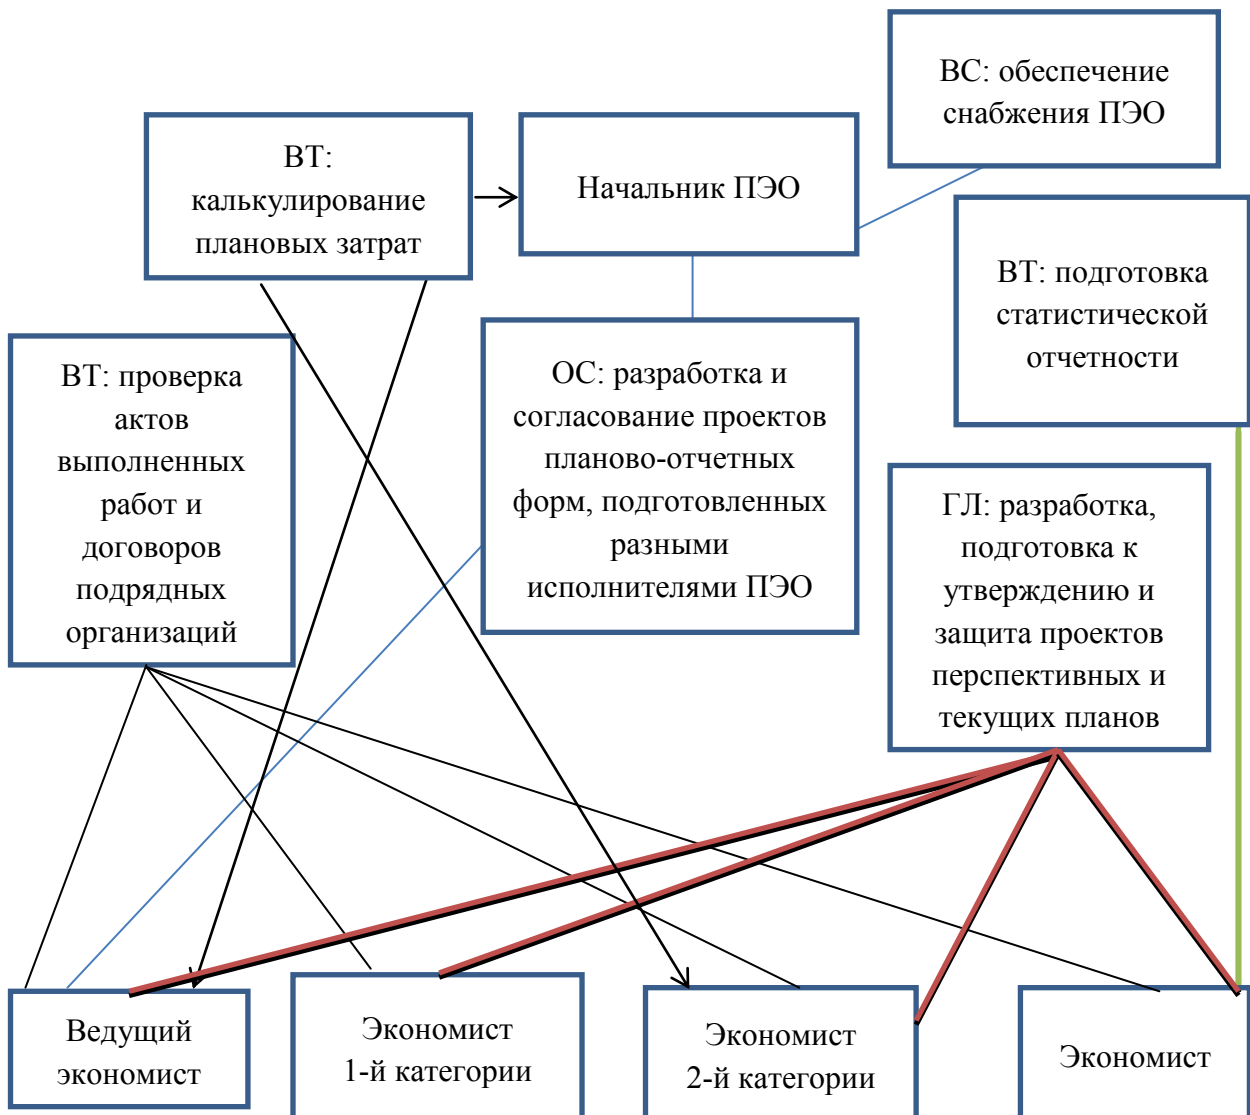 ВС: обеспечение
снабжения ПЭО
ВТ:
калькулирование
плановых затрат
Начальник ПЭО
ВТ: подготовка
статистической
отчетности
ВТ: проверка
актов
выполненных
работ и
договоров
подрядных
организаций
ОС: разработка и
согласование проектов
планово-отчетных
форм, подготовленных
разными
исполнителями ПЭО
ГЛ: разработка,
подготовка к
утверждению и
защита проектов
перспективных и
текущих планов
Ведущий
экономист
Экономист
1-й категории
Экономист
2-й категории
Экономист